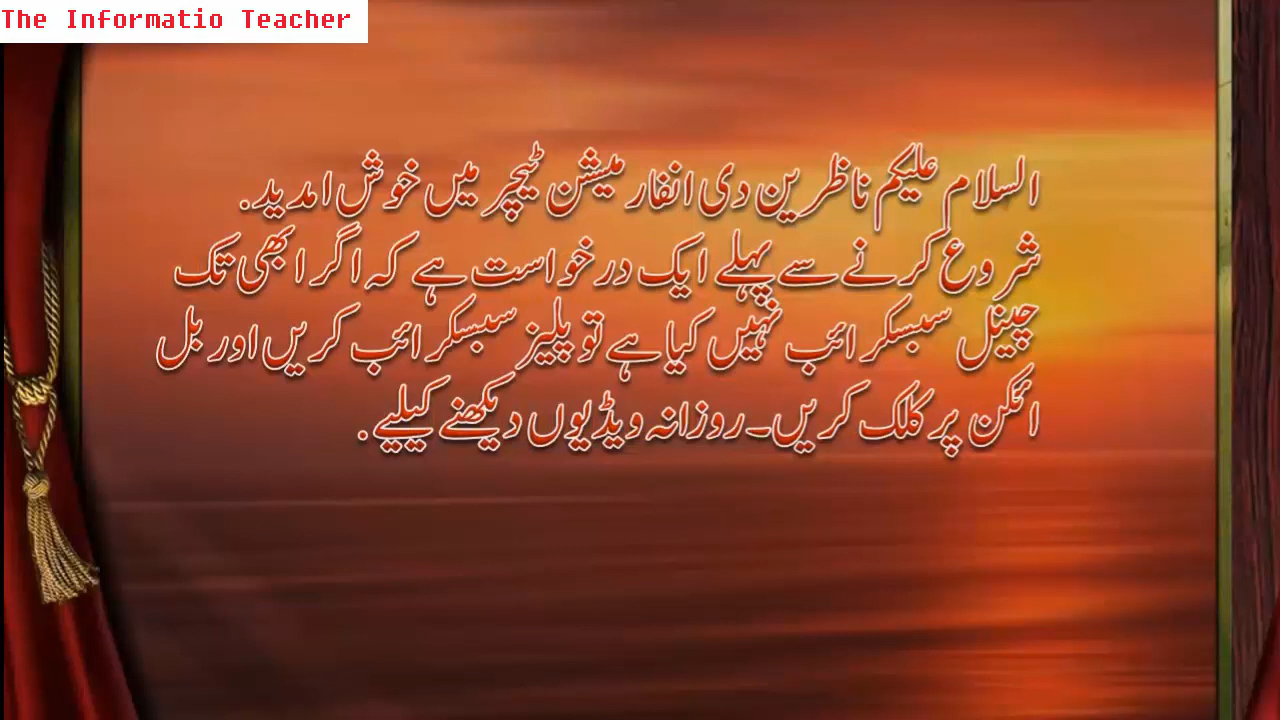 The Informatio Teacher
السلام علیکم ناظرین دی انفارمیشن ٹیچر میں خوش امدید.
شروع کرنے سے پہلے ایک درخواست ہے کہ اگر ابھی تک
چینل سبسکرائب نہیں کیا ہے تو پلیز سبسکرائب کریں اور بل
ائکن پر کلک کریں۔روزانہ ویڈیوں دیکھنے کیلیے.